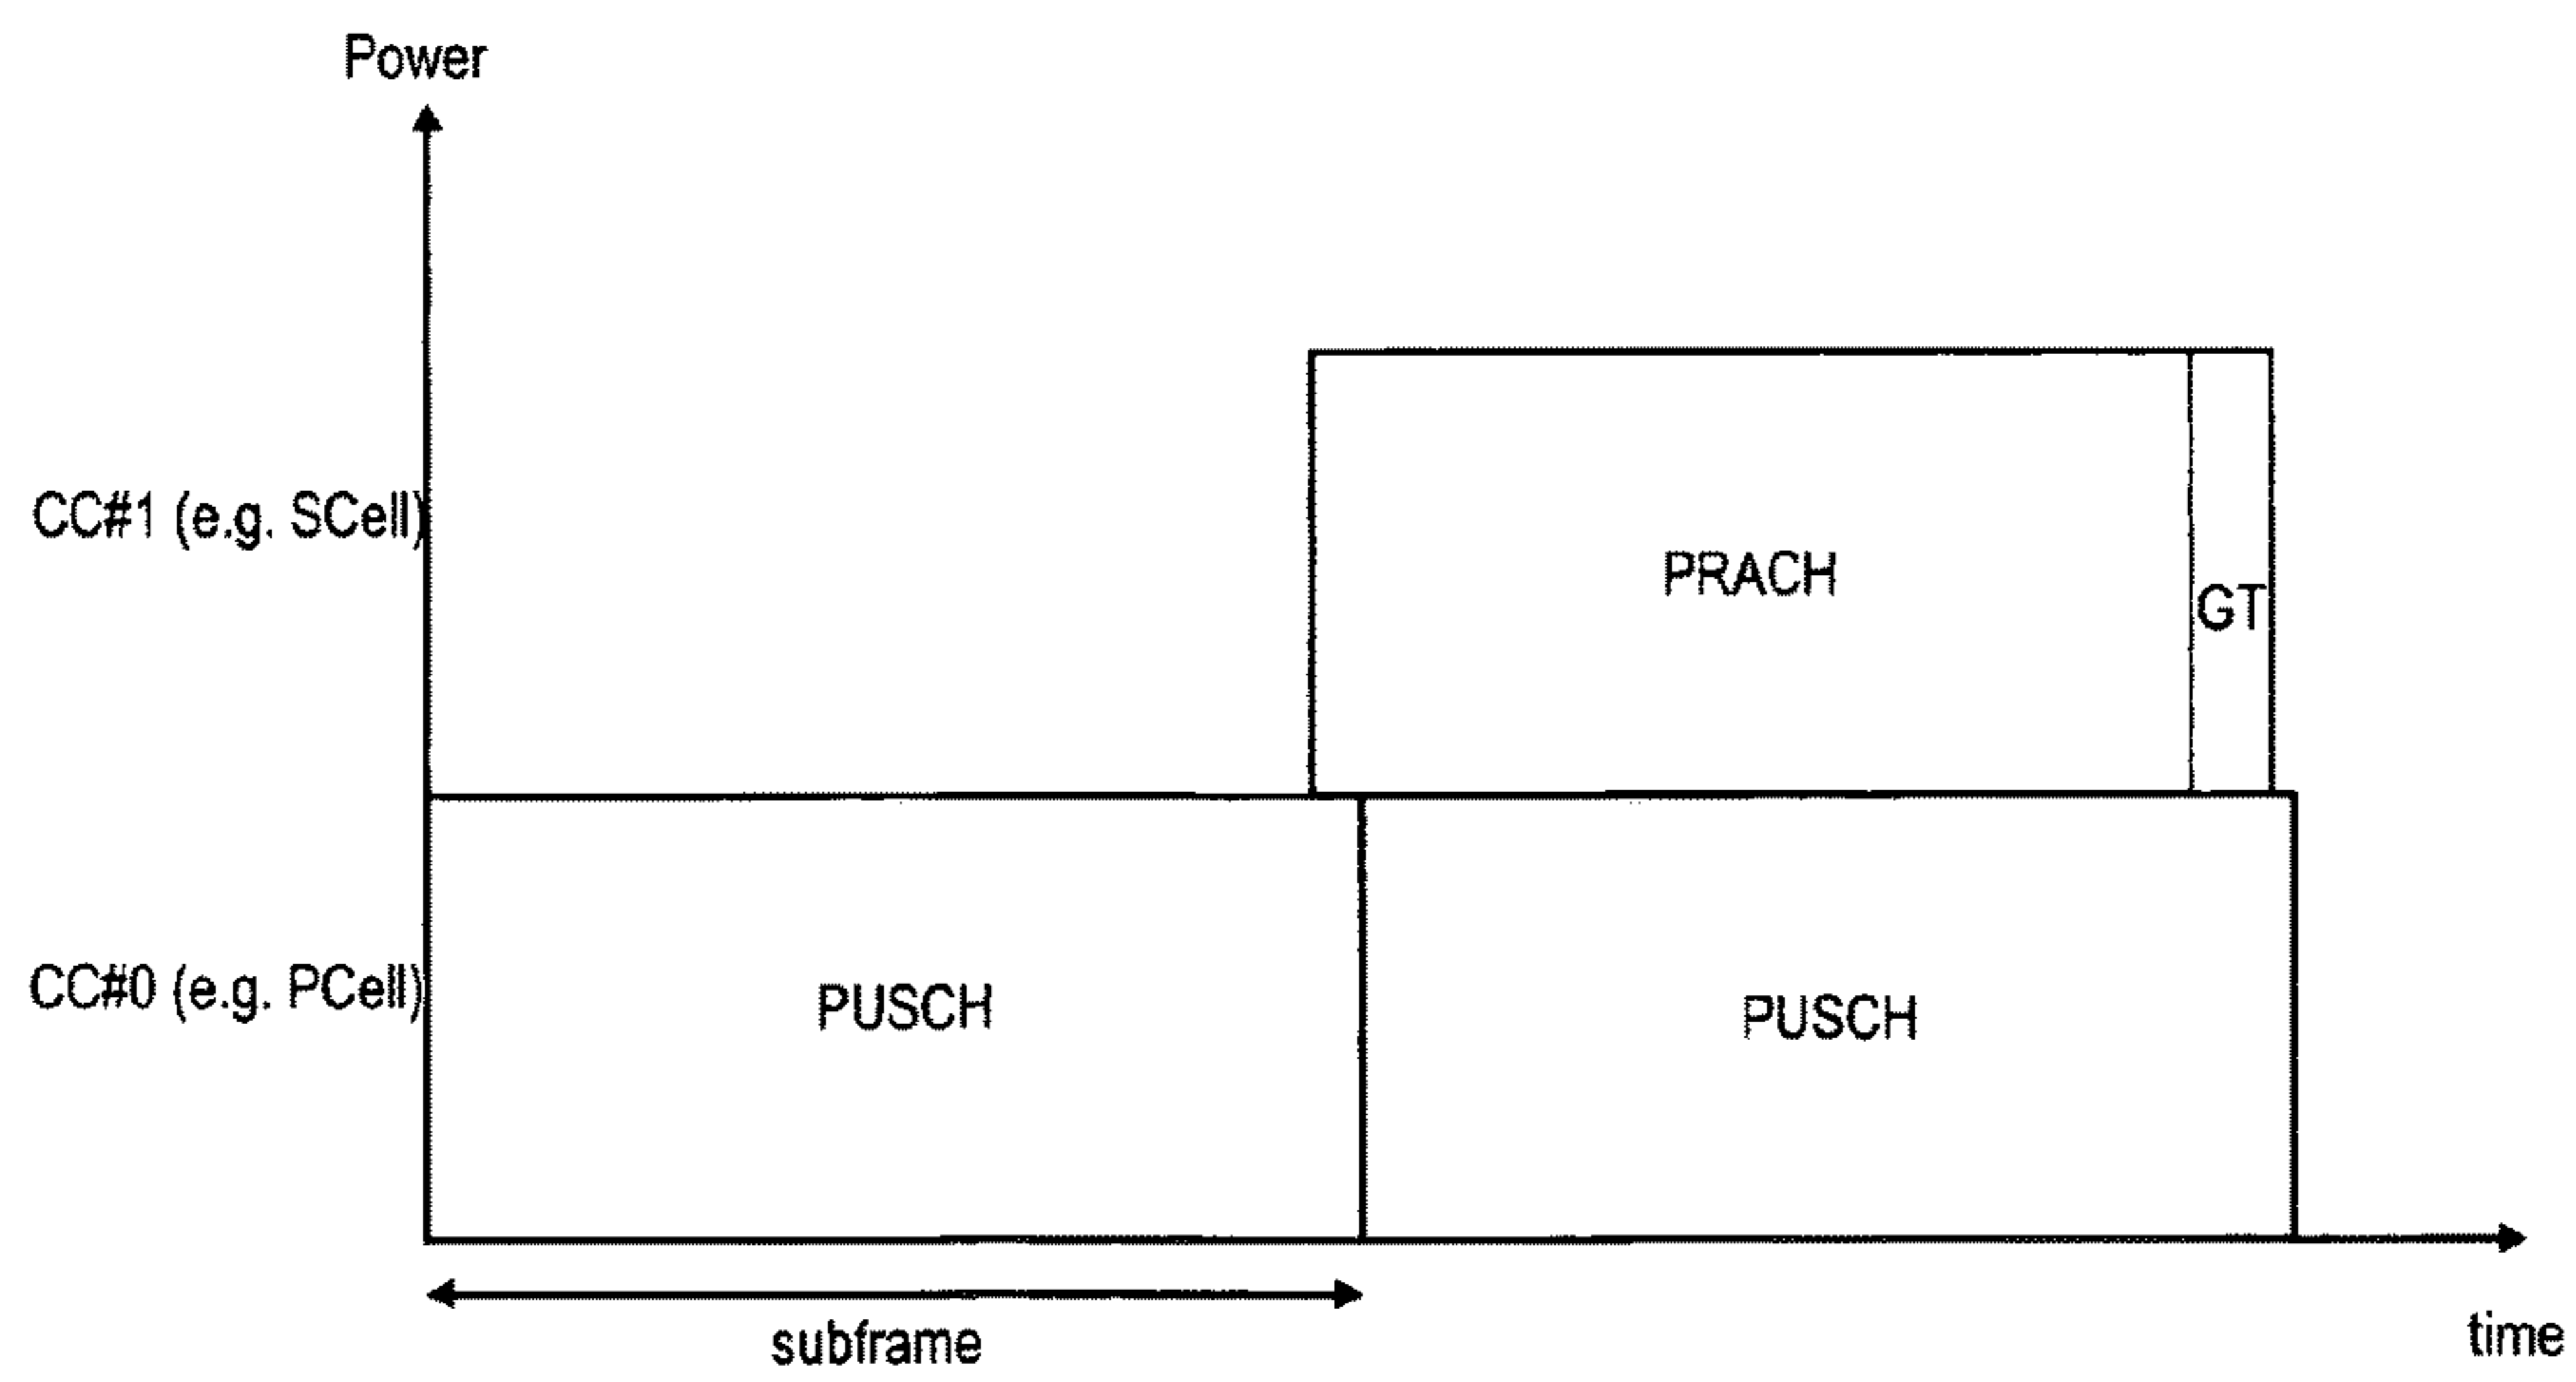 Power
CC#1 (e.g. SCell)
PRACH
GT
CC#0 (e.g. PCell)
PUSCH
PUSCH
subframe
time